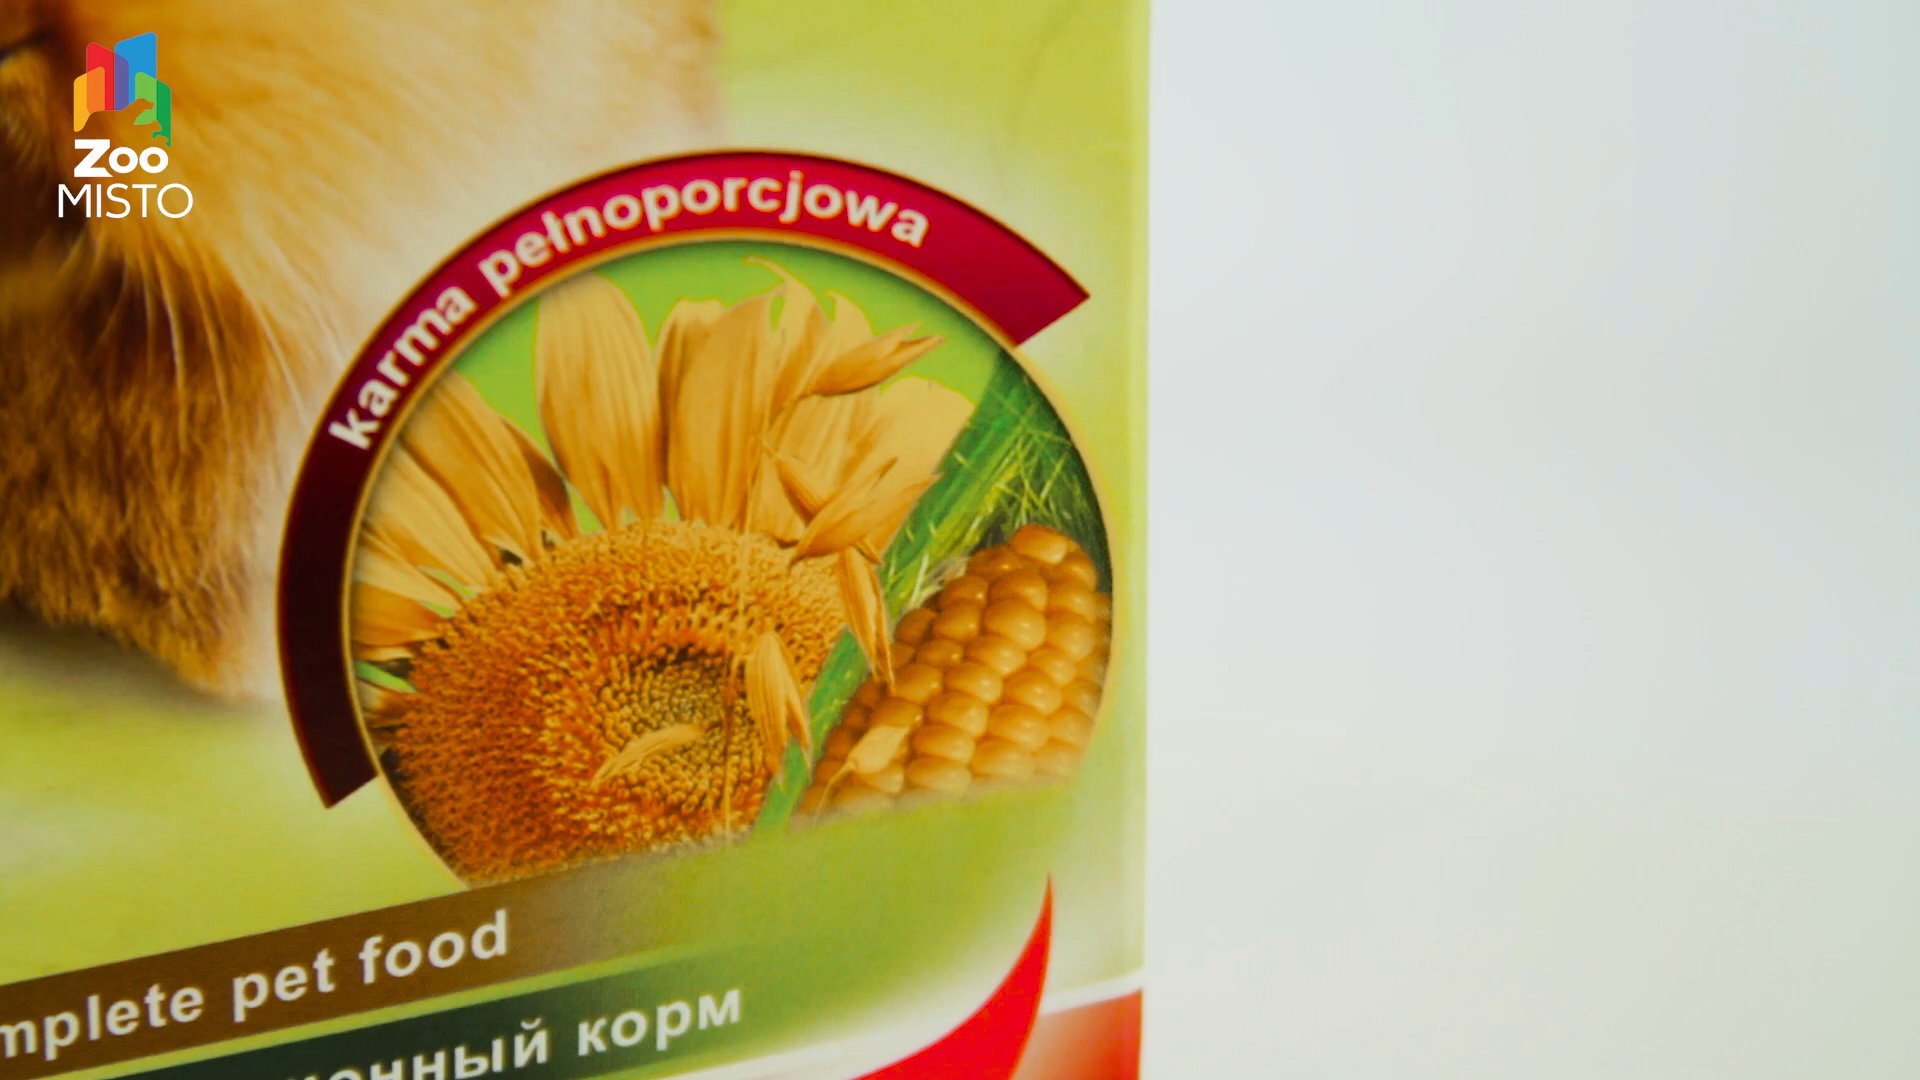 Zoo
MISTO
karma pełnoporcjowa
mplete pet food
онный корм